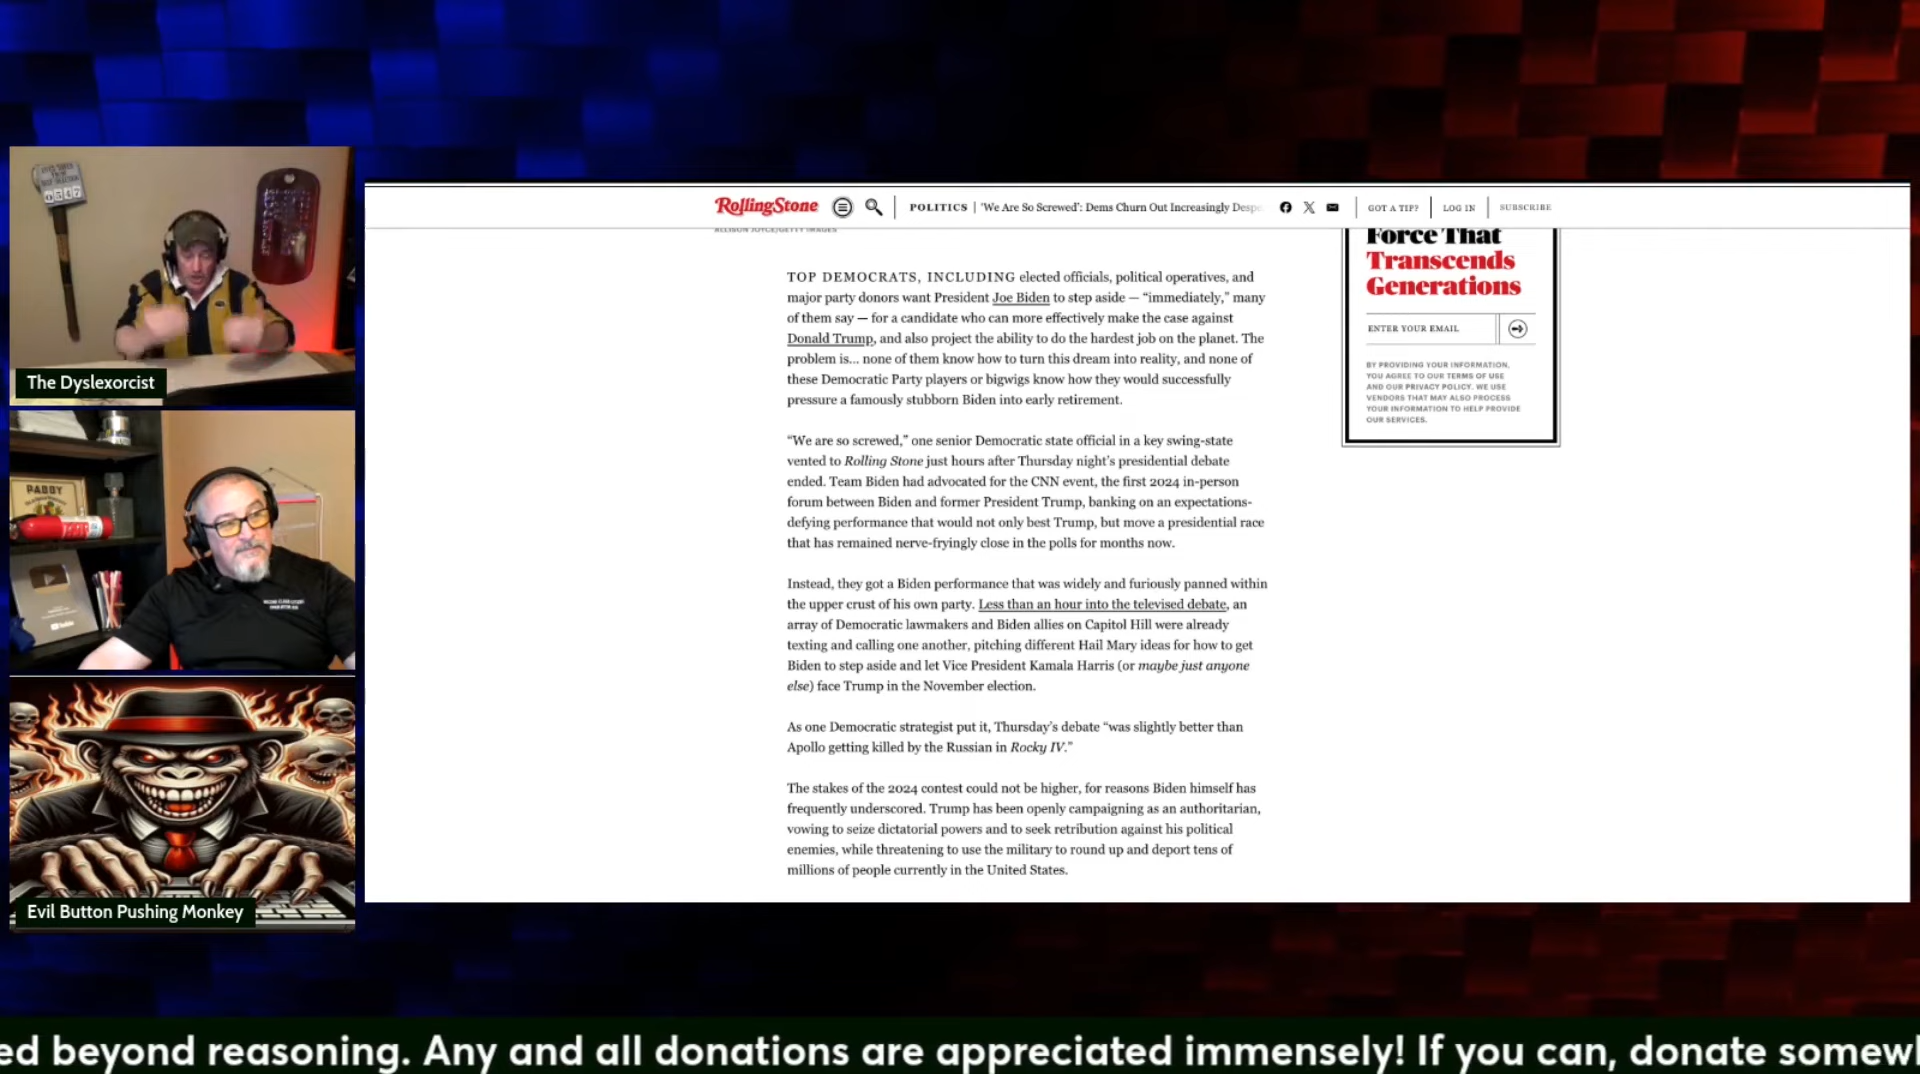 The Dyslexorcist
PABBY
Evil Button Pushing Monkey
RollingStone
POLITICS | 'We Are So Screwed': Dems Churn Out Increasingly Despe
GOT A TIP?
LOG IN
SUBSCRIBE
ALLISON JOYCE/GETTY IMAGES
TOP DEMOCRATS, INCLUDING elected officials, political operatives, and
major party donors want President Joe Biden to step aside — “immediately,” many
of them say — for a candidate who can more effectively make the case against
Donald Trump, and also project the ability to do the hardest job on the planet. The
problem is… none of them know how to turn this dream into reality, and none of
these Democratic Party players or bigwigs know how they would successfully
pressure a famously stubborn Biden into early retirement.
“We are so screwed,” one senior Democratic state official in a key swing-state
vented to Rolling Stone just hours after Thursday night’s presidential debate
ended. Team Biden had advocated for the CNN event, the first 2024 in-person
forum between Biden and former President Trump, banking on an expectations-
defying performance that would not only best Trump, but move a presidential race
that has remained nerve-fryingly close in the polls for months now.
Instead, they got a Biden performance that was widely and furiously panned within
the upper crust of his own party. Less than an hour into the televised debate, an
array of Democratic lawmakers and Biden allies on Capitol Hill were already
texting and calling one another, pitching different Hail Mary ideas for how to get
Biden to step aside and let Vice President Kamala Harris (or maybe just anyone
else) face Trump in the November election.
As one Democratic strategist put it, Thursday’s debate “was slightly better than
Apollo getting killed by the Russian in Rocky IV.”
The stakes of the 2024 contest could not be higher, for reasons Biden himself has
frequently underscored. Trump has been openly campaigning as an authoritarian,
vowing to seize dictatorial powers and to seek retribution against his political
enemies, while threatening to use the military to round up and deport tens of
millions of people currently in the United States.
Force That
Transcends
Generations
ENTER YOUR EMAIL
BY PROVIDING YOUR INFORMATION,
YOU AGREE TO OUR TERMS OF USE
AND OUR PRIVACY POLICY. WE USE
VENDORS THAT MAY ALSO PROCESS
YOUR INFORMATION TO HELP PROVIDE
OUR SERVICES.
ed beyond reasoning. Any and all donations are appreciated immensely! If you can, donate somewh